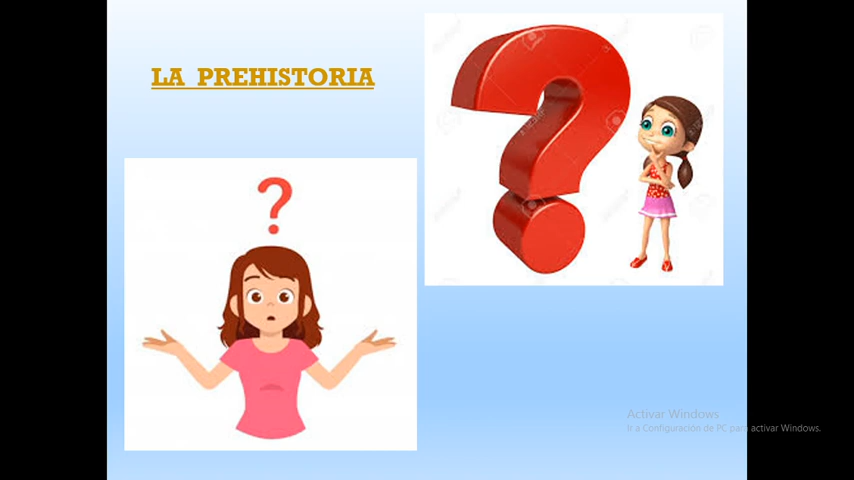 LA PREHISTORIA
?
?
Activar Windows
Ir a Configuración de PC para activar Windows.